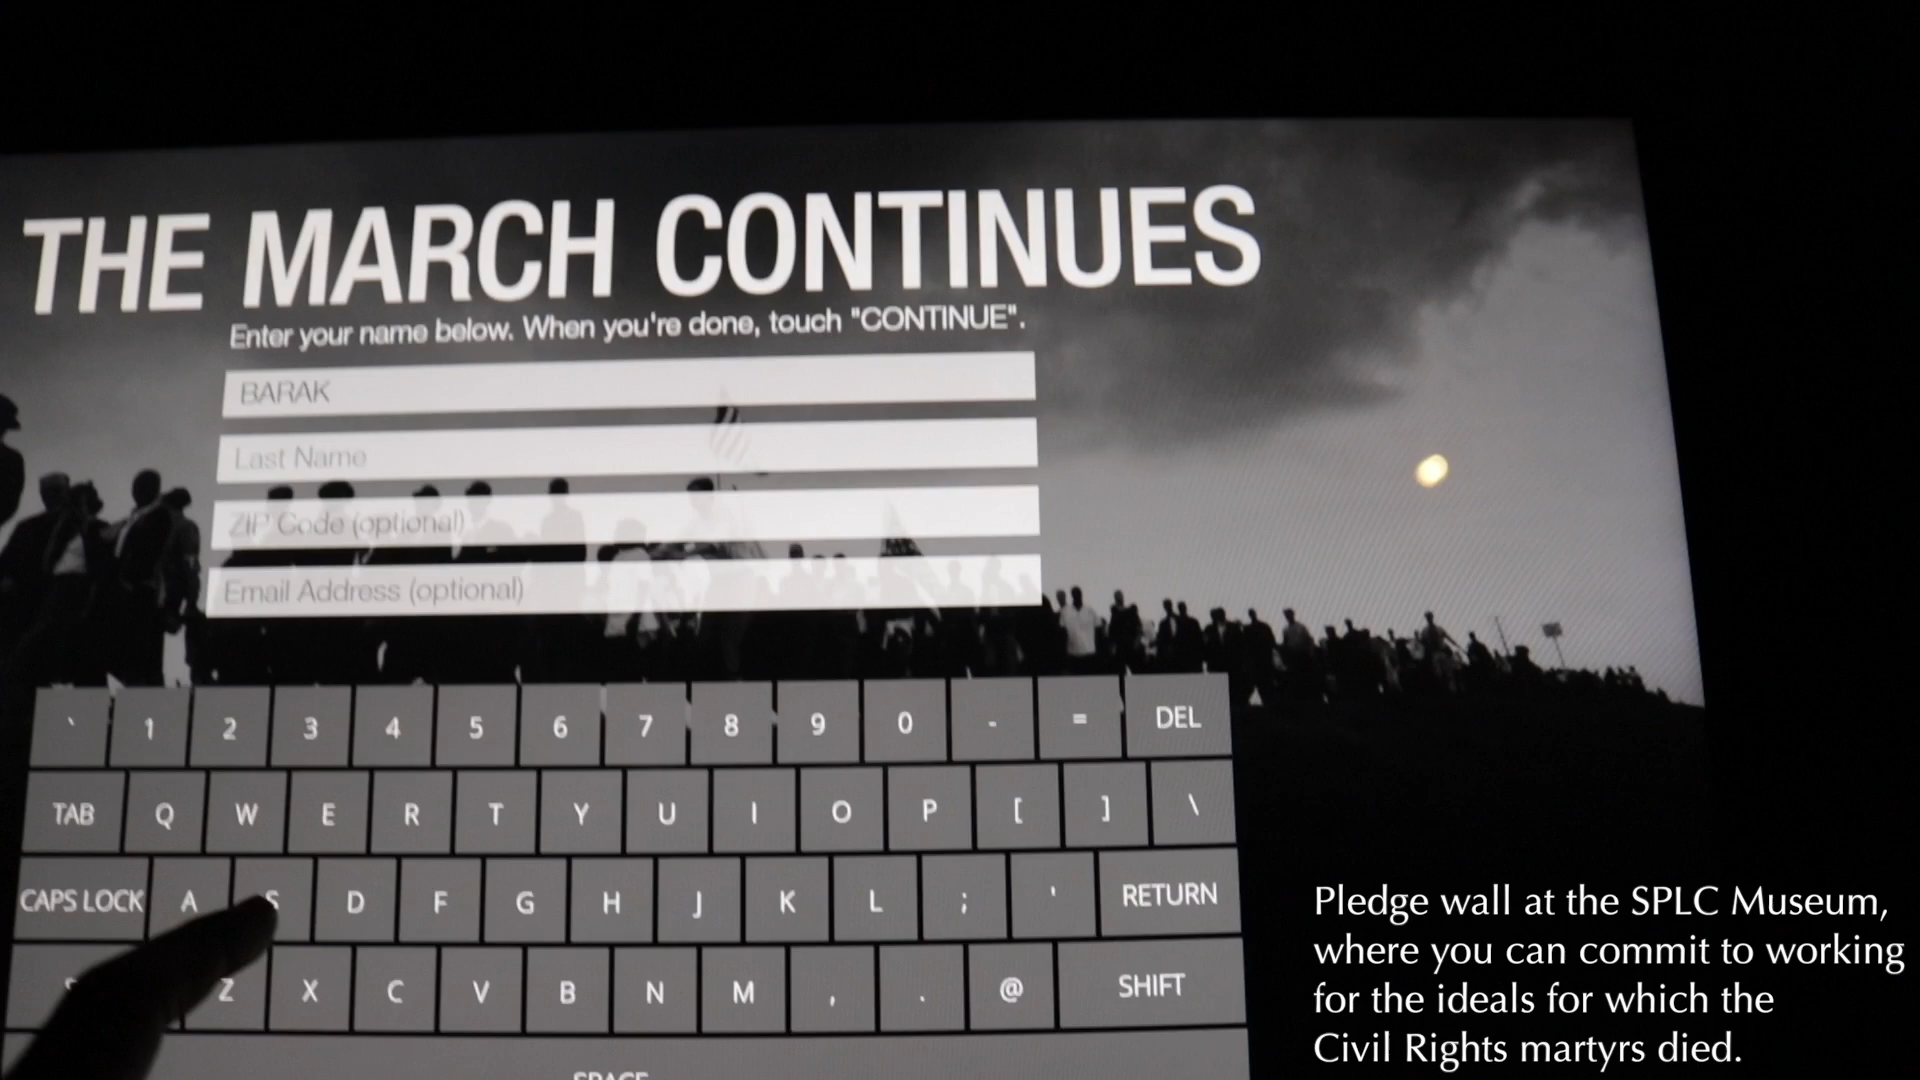 THE MARCH CONTINUES
Enter your name below. When you're done, touch "CONTINUE".
BARAK
Last Name
ZIP Code (optional)
Email Address (optional)
` 1 2 3 4 5 6 7 8 9 0 - = DEL
TAB Q W E R T Y U I O P [ ] \
CAPS LOCK A S D F G H J K L ; ' RETURN
Z X C V B N M , . @ SHIFT
SPACE
Pledge wall at the SPLC Museum,
where you can commit to working
for the ideals for which the
Civil Rights martyrs died.